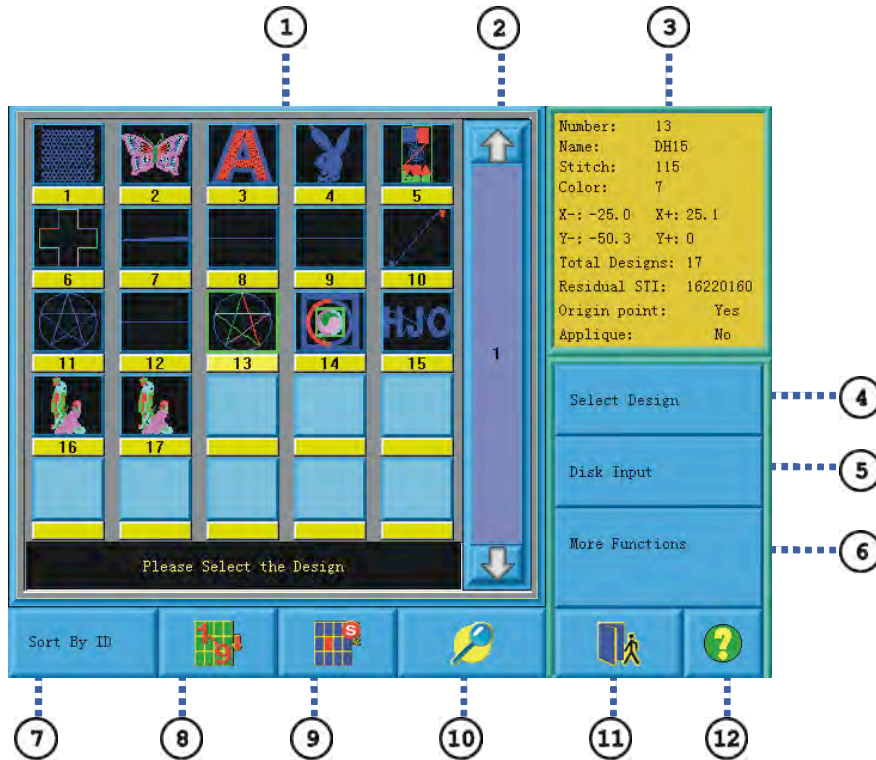 1 2 3
1 2 3 4 5
6 7 8 9 10
11 12 13 14 15
16 17
A
HJO
1
Please Select the Design
Number: 13
Name: DH15
Stitch: 115
Color: 7
X-: -25.0 X+: 25.1
Y-: -50.3 Y+: 0
Total Designs: 17
Residual STI: 16220160
Origin point: Yes
Applique: No
Select Design 4
Disk Input 5
More Functions 6
Sort By ID
1 9
S
?
7 8 9 10 11 12